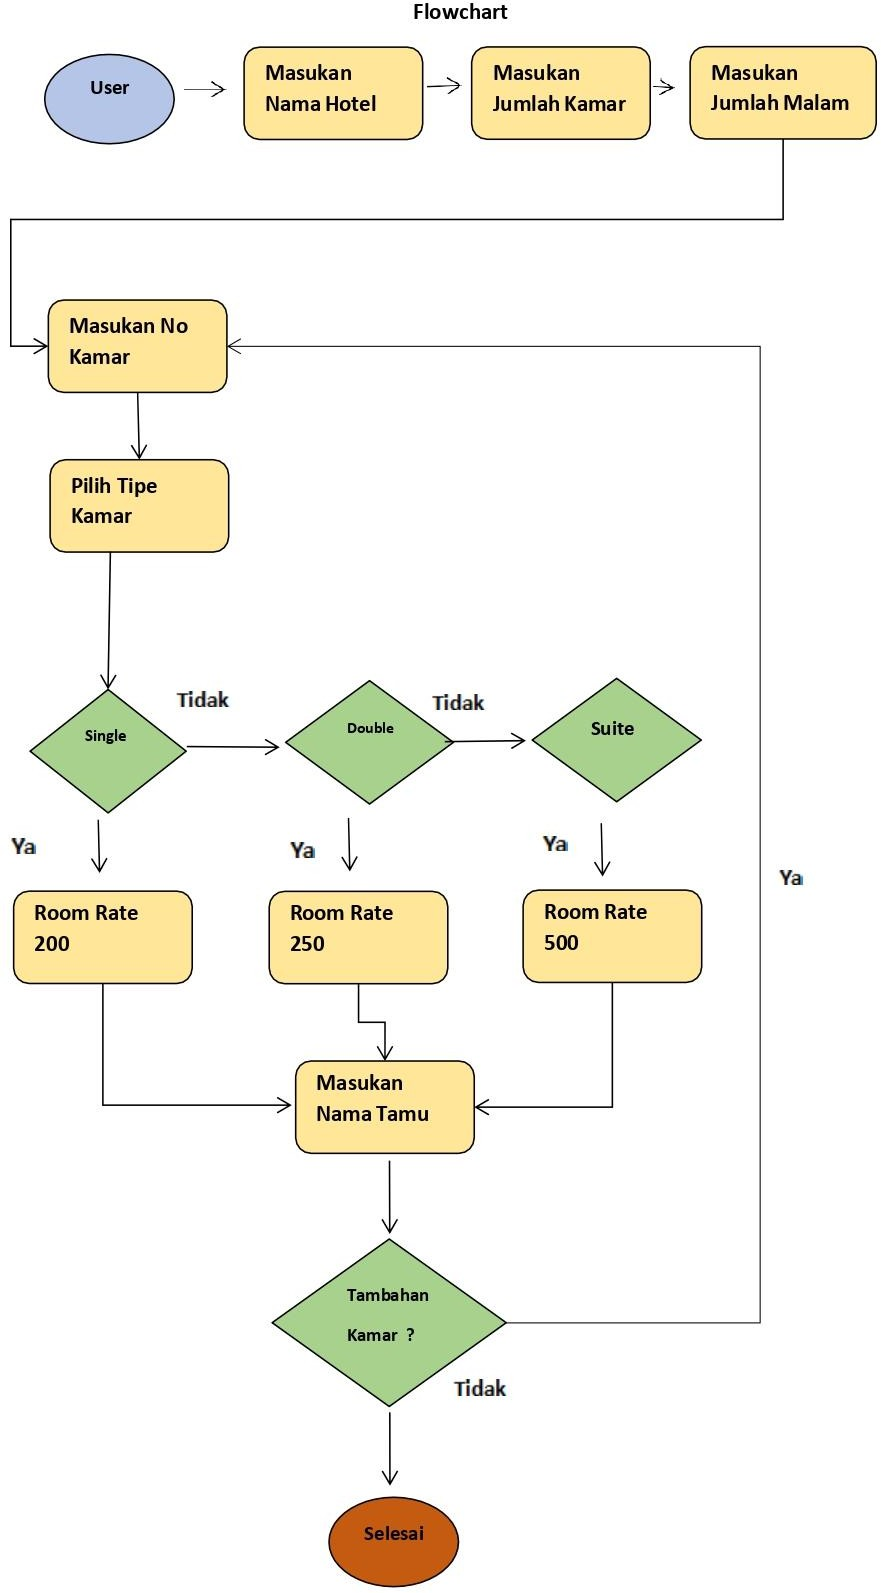 Flowchart
User
Masukan
Nama Hotel
Masukan
Jumlah Kamar
Masukan
Jumlah Malam
Masukan No
Kamar
Pilih Tipe
Kamar
Single
Tidak
Double
Tidak
Suite
Ya
Ya
Ya
Ya
Room Rate
200
Room Rate
250
Room Rate
500
Masukan
Nama Tamu
Tambahan
Kamar ?
Tidak
Selesai